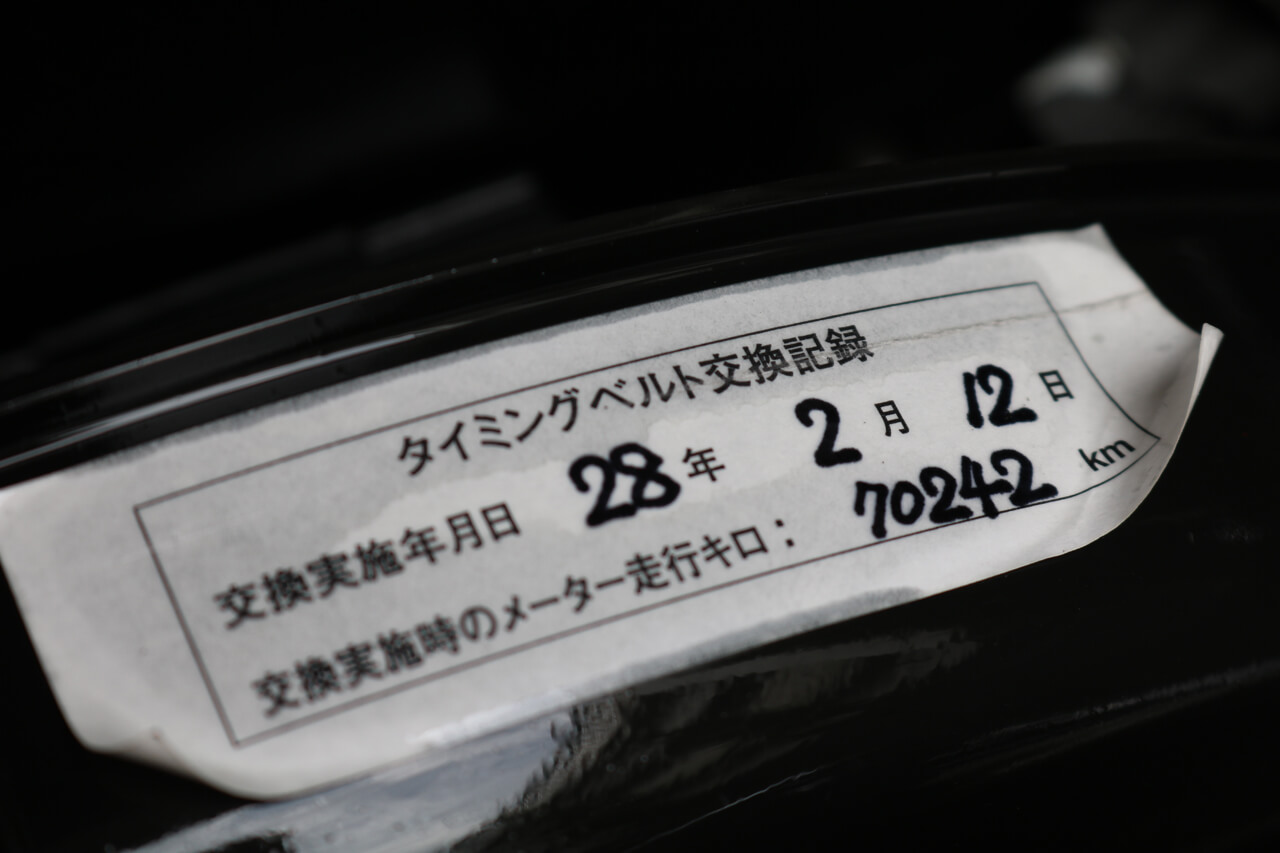 タイミングベルト交換記録
交換実施年月日 28年 2月 12日
交換実施時のメーター走行キロ： 70242 km